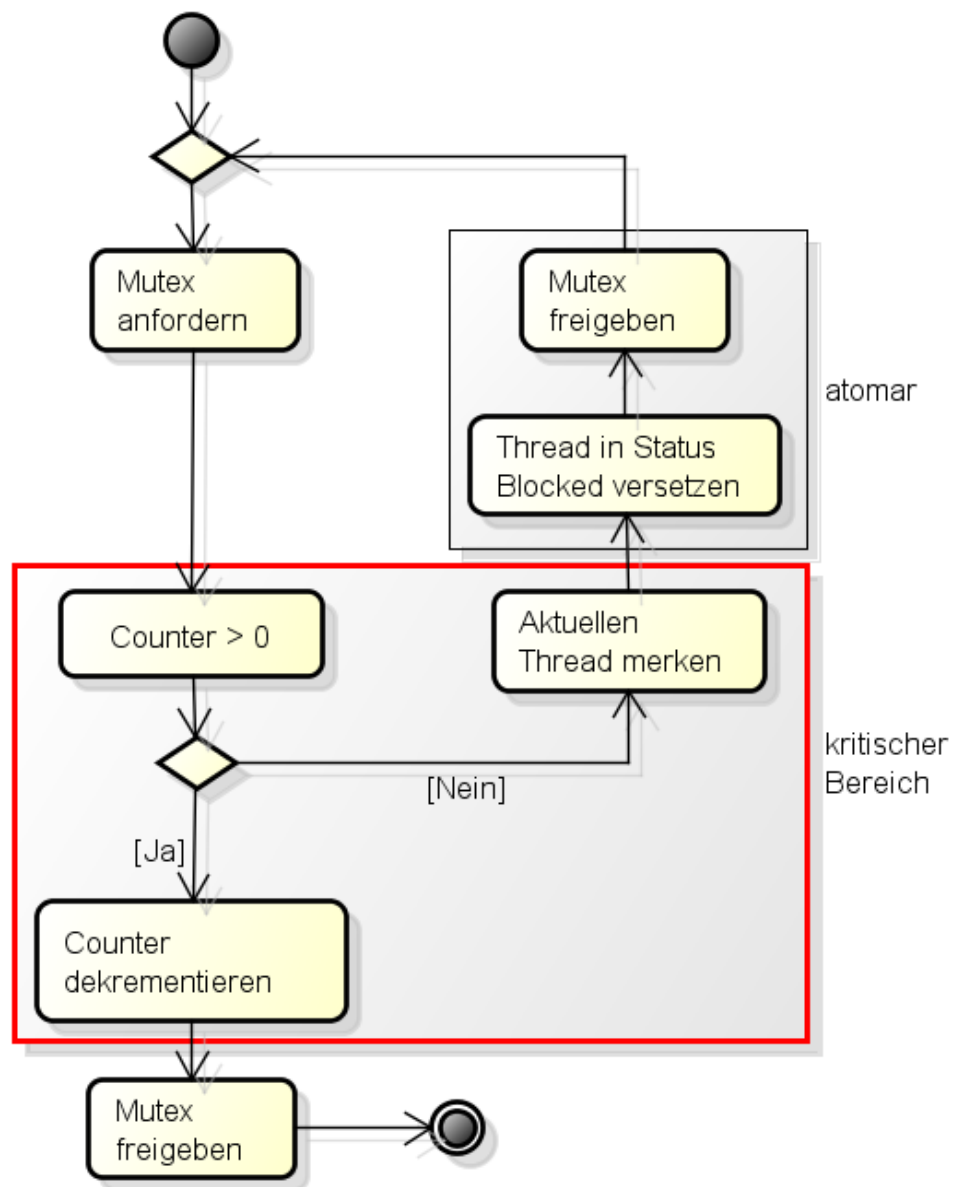 Mutex
anfordern
Mutex
freigeben
atomar
Thread in Status
Blocked versetzen
Counter > 0
Aktuellen
Thread merken
kritischer
Bereich
[Nein]
[Ja]
Counter
dekrementieren
Mutex
freigeben